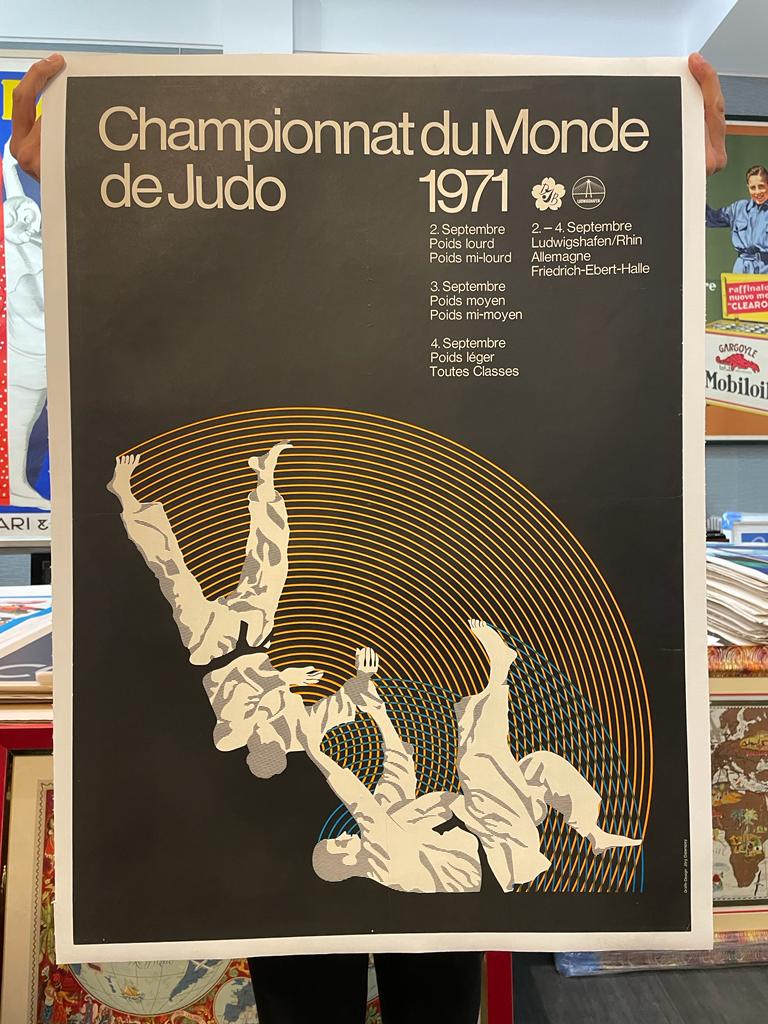 Championnat du Monde
de Judo
1971
DJB
LUDWIGSHAFEN
2. Septembre
Poids lourd
Poids mi-lourd
3. Septembre
Poids moyen
Poids mi-moyen
4. Septembre
Poids léger
Toutes Classes
2. – 4. Septembre
Ludwigshafen/Rhin
Allemagne
Friedrich-Ebert-Halle
ARI &
raffinato
nuovo me
"CLEARO
GARGOYLE
Mobiloil